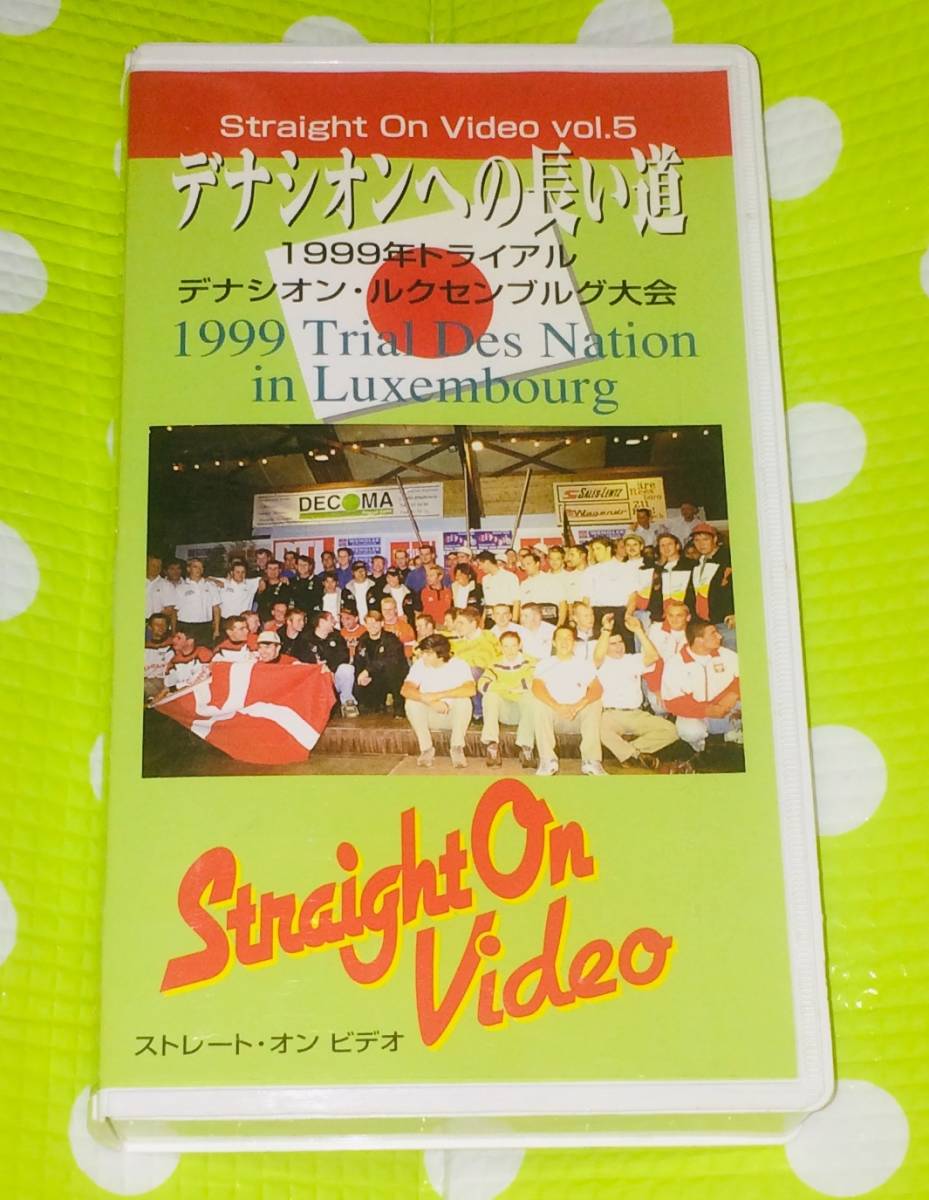 Straight On Video vol.5
デナシオンへの長い道
1999年トライアル
デナシオン・ルクセンブルグ大会
1999 Trial Des Nation
in Luxembourg
DECOMA
SALES-LENTZ
Straight On
Video
ストレート・オン ビデオ